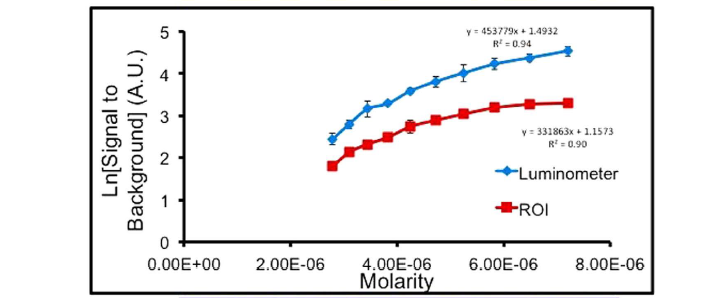 5
y = 453779x + 1.4932
R² = 0.94
4
Ln[Signal to
Background] (A.U.)
3
y = 331863x + 1.1573
R² = 0.90
2
Luminometer
1
ROI
0
0.00E+00 2.00E-06 4.00E-06 6.00E-06 8.00E-06
Molarity